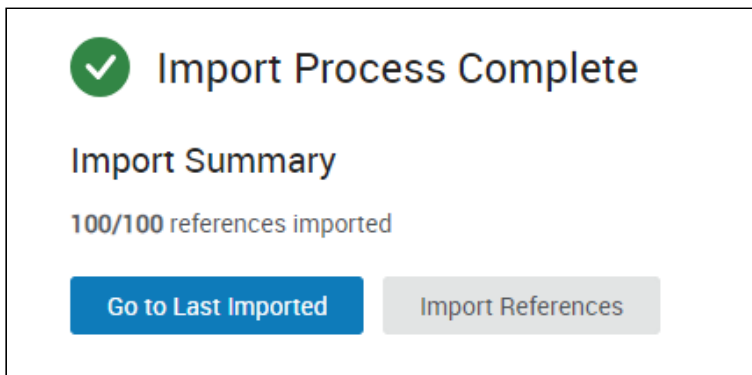 Import Process Complete
Import Summary
100/100 references imported
Go to Last Imported
Import References